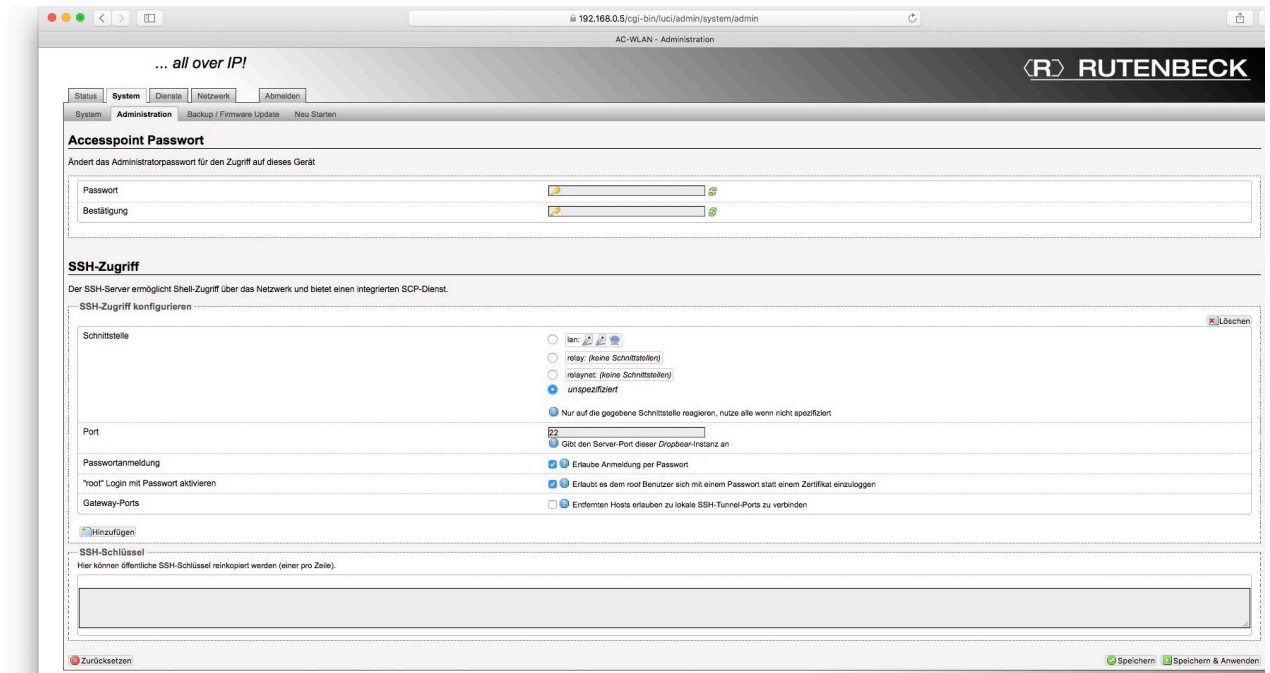 192.168.0.5/cgi-bin/luci/admin/system/admin
AC-WLAN - Administration
... all over IP!
⟨R⟩ RUTENBECK
Status System Dienste Netzwerk Abmelden
System Administration Backup / Firmware Update Neu Starten
Accesspoint Passwort
Ändert das Administratorpasswort für den Zugriff auf dieses Gerät
Passwort
Bestätigung
SSH-Zugriff
Der SSH-Server ermöglicht Shell-Zugriff über das Netzwerk und bietet einen integrierten SCP-Dienst.
SSH-Zugriff konfigurieren
Löschen
Schnittstelle
lan:
relay: (keine Schnittstellen)
relaynet: (keine Schnittstellen)
unspezifiziert
Nur auf die gegebene Schnittstelle reagieren, nutze alle wenn nicht spezifiziert
Port
22
Gibt den Server-Port dieser Dropbear-Instanz an
Passwortanmeldung
Erlaube Anmeldung per Passwort
"root" Login mit Passwort aktivieren
Erlaubt es dem root Benutzer sich mit einem Passwort statt einem Zertifikat einzuloggen
Gateway-Ports
Entfernten Hosts erlauben zu lokale SSH-Tunnel-Ports zu verbinden
Hinzufügen
SSH-Schlüssel
Hier können öffentliche SSH-Schlüssel reinkopiert werden (einer pro Zeile).
Zurücksetzen
Speichern Speichern & Anwenden